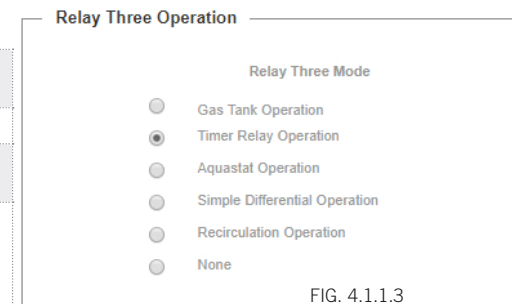 Relay Three Operation
Relay Three Mode
Gas Tank Operation
Timer Relay Operation
Aquastat Operation
Simple Differential Operation
Recirculation Operation
None
FIG. 4.1.1.3